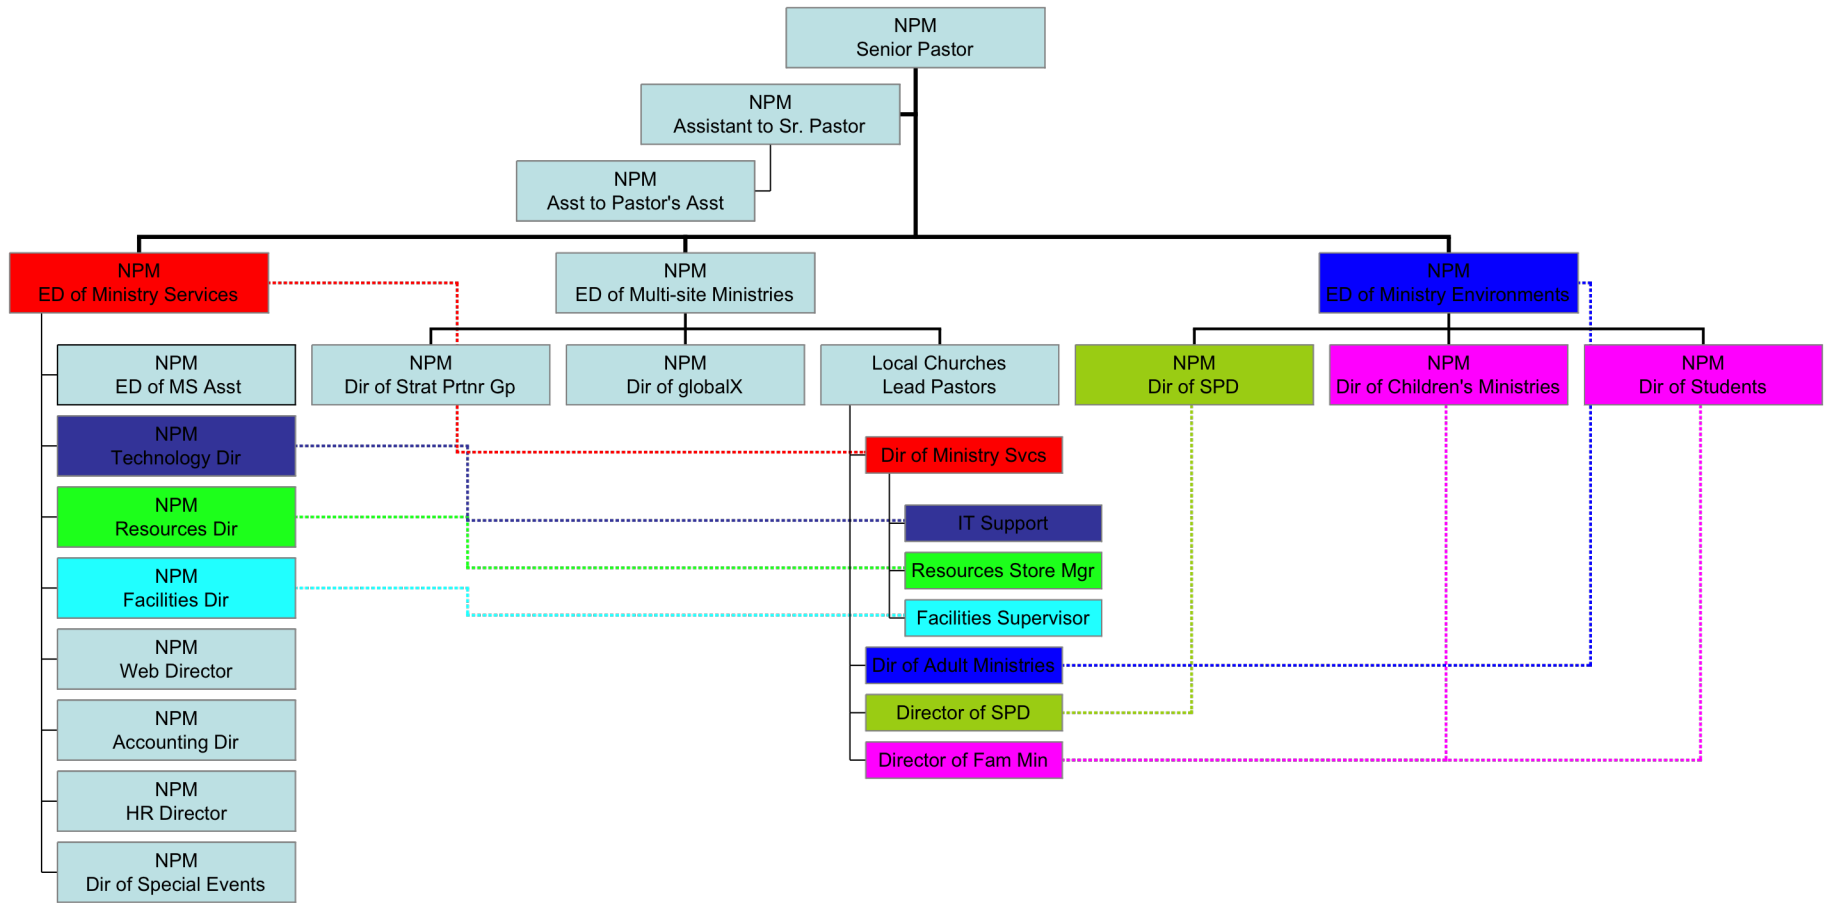 NPM
Senior Pastor
NPM
Assistant to Sr. Pastor
NPM
Asst to Pastor's Asst
NPM
ED of Ministry Services
NPM
ED of Multi-site Ministries
NPM
ED of Ministry Environments
NPM
ED of MS Asst
NPM
Dir of Strat Prtnr Gp
NPM
Dir of globalX
Local Churches
Lead Pastors
NPM
Dir of SPD
NPM
Dir of Children's Ministries
NPM
Dir of Students
NPM
Technology Dir
NPM
Resources Dir
NPM
Facilities Dir
NPM
Web Director
NPM
Accounting Dir
NPM
HR Director
NPM
Dir of Special Events
Dir of Ministry Svcs
IT Support
Resources Store Mgr
Facilities Supervisor
Dir of Adult Ministries
Director of SPD
Director of Fam Min